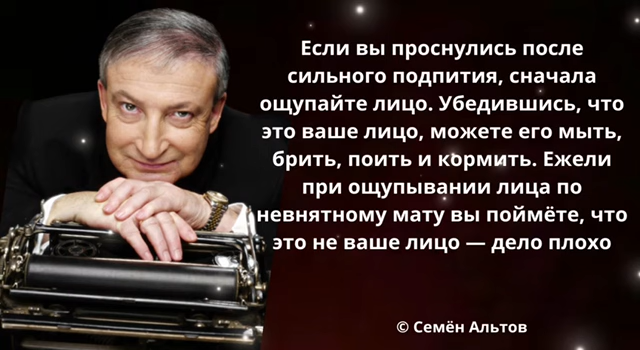 Если вы проснулись после
сильного подпития, сначала
ощупайте лицо. Убедившись, что
это ваше лицо, можете его мыть,
брить, поить и кормить. Ежели
при ощупывании лица по
невнятному мату вы поймёте, что
это не ваше лицо — дело плохо
© Семён Альтов